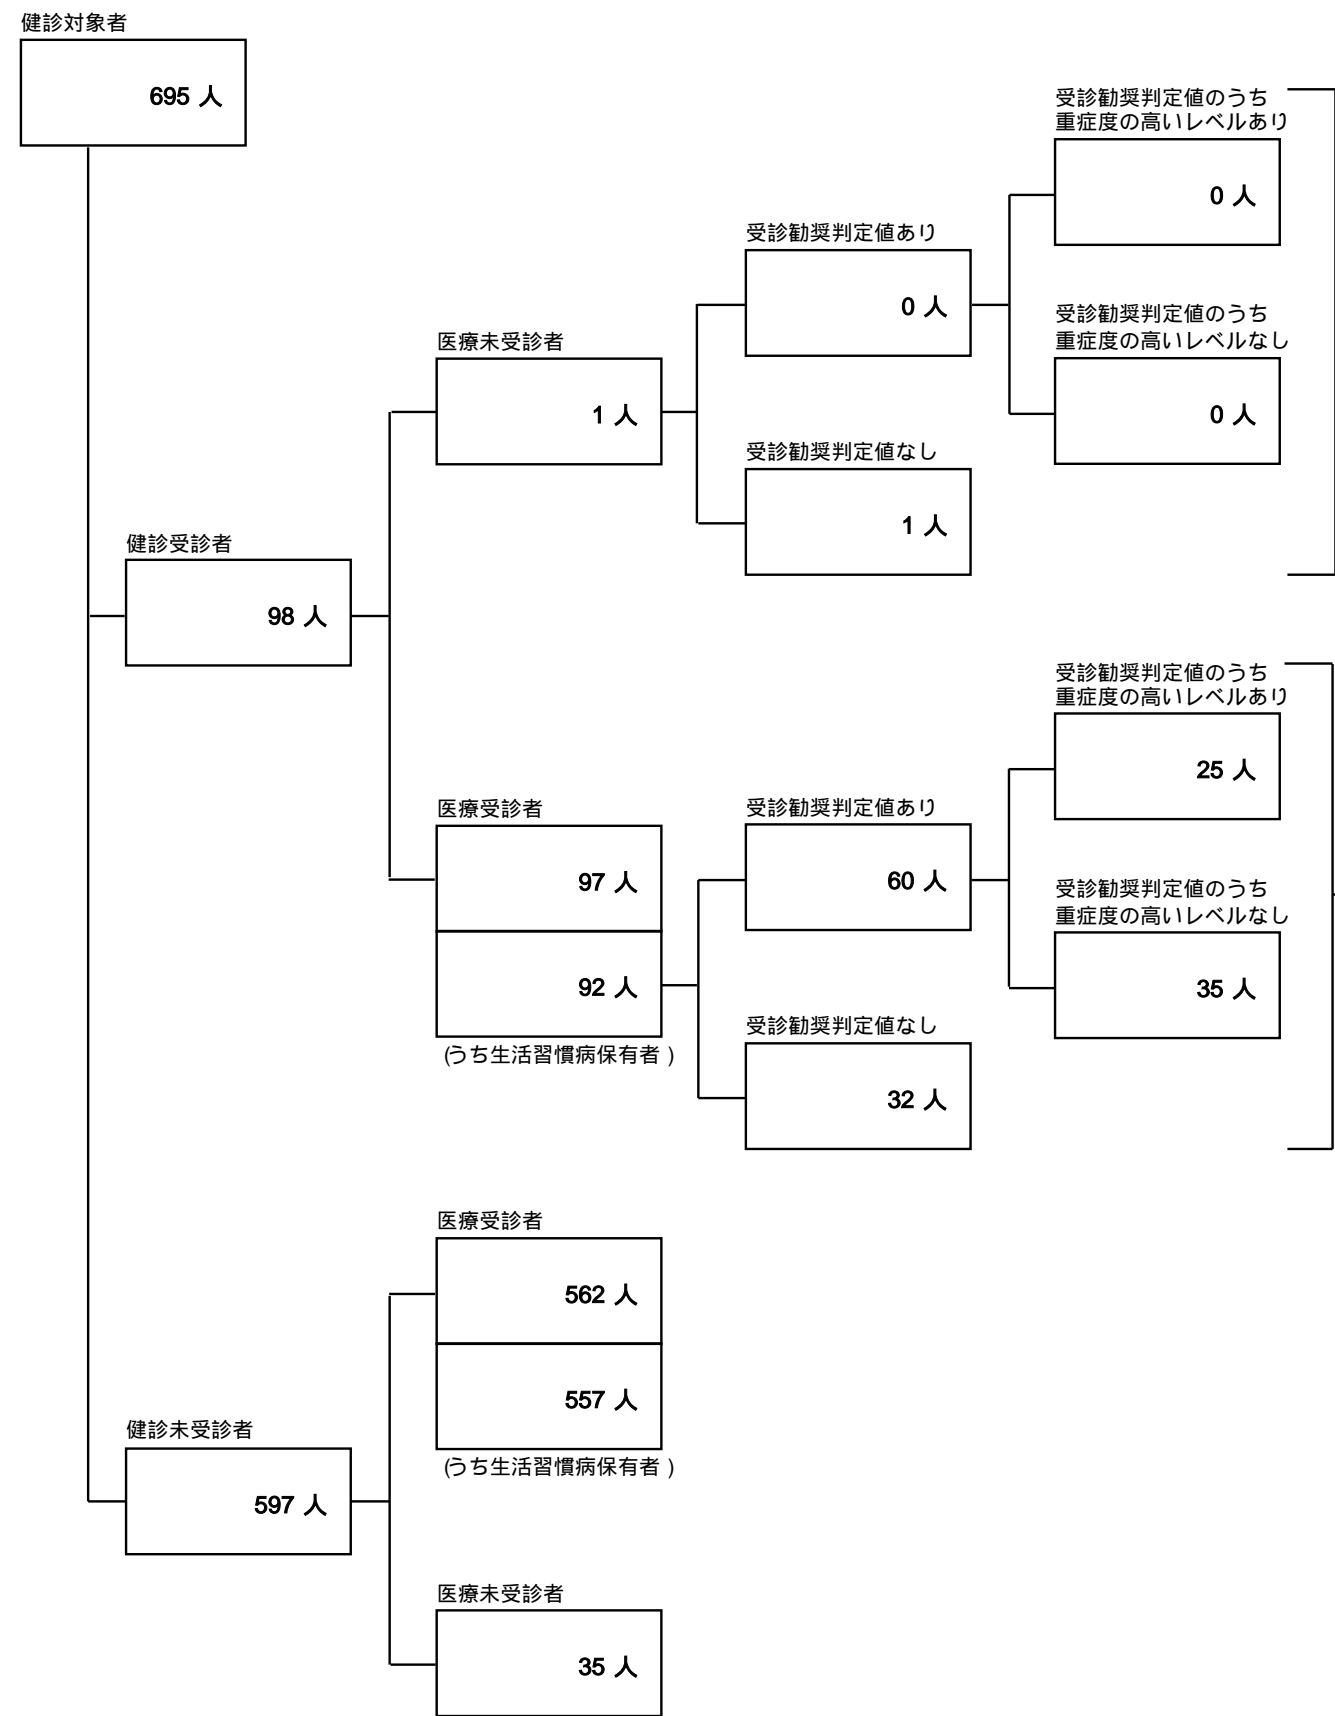 健診対象者
695 人
受診勧奨判定値のうち
重症度の高いレベルあり
0 人
受診勧奨判定値あり
0 人
受診勧奨判定値のうち
重症度の高いレベルなし
0 人
医療未受診者
1 人
受診勧奨判定値なし
1 人
健診受診者
98 人
受診勧奨判定値のうち
重症度の高いレベルあり
25 人
医療受診者
97 人
受診勧奨判定値あり
60 人
受診勧奨判定値のうち
重症度の高いレベルなし
35 人
92 人
(うち生活習慣病保有者)
受診勧奨判定値なし
32 人
医療受診者
562 人
557 人
(うち生活習慣病保有者)
健診未受診者
597 人
医療未受診者
35 人